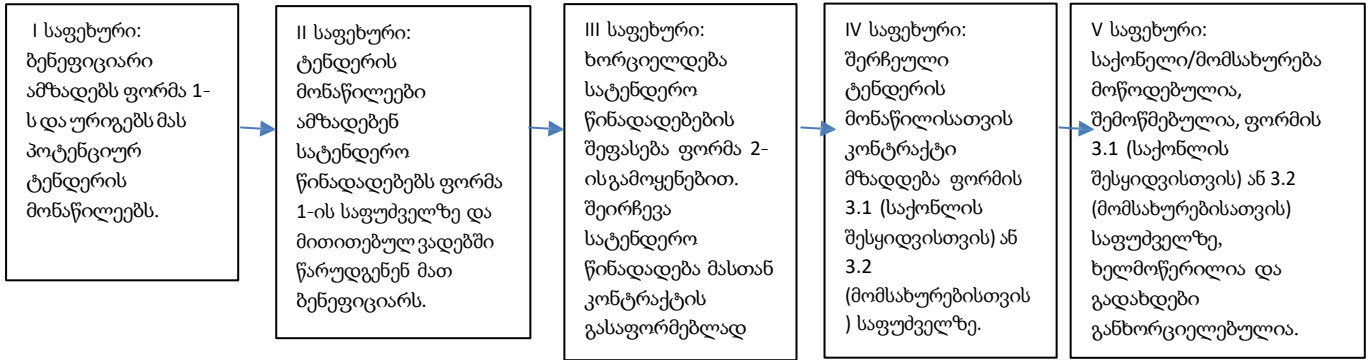 I საფეხური:
ბენეფიციარი
ამზადებს ფორმა 1-
ს და ურიგებს მას
პოტენციურ
ტენდერის
მონაწილეებს.
II საფეხური:
ტენდერის
მონაწილეები
ამზადებენ
სატენდერო
წინადადებებს ფორმა
1-ის საფუძველზე და
მითითებულ ვადებში
წარუდგენენ მათ
ბენეფიციარს.
III საფეხური:
ხორციელდება
სატენდერო
წინადადებების
შეფასება ფორმა 2-
ის გამოყენებით.
შეირჩევა
სატენდერო
წინადადება მასთან
კონტრაქტის
გასაფორმებლად
IV საფეხური:
შერჩეული
ტენდერის
მონაწილისათვის
კონტრაქტი
მზადდება ფორმის
3.1 (საქონლის
შესყიდვისთვის) ან
3.2
(მომსახურებისთვის
) საფუძველზე.
V საფეხური:
საქონელი/მომსახურება
მოწოდებულია,
შემოწმებულია, ფორმის
3.1 (საქონლის
შესყიდვისთვის) ან 3.2
(მომსახურებისათვის)
საფუძველზე,
ხელმოწერილია და
გადახდები
განხორციელებულია.